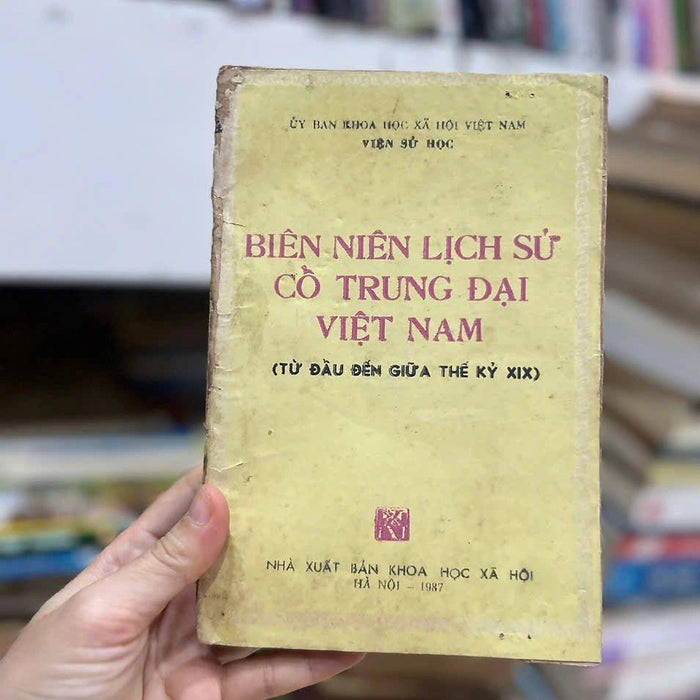 ỦY BAN KHOA HỌC XÃ HỘI VIỆT NAM
VIỆN SỬ HỌC
BIÊN NIÊN LỊCH SỬ
CỔ TRUNG ĐẠI
VIỆT NAM
(TỪ ĐẦU ĐẾN GIỮA THẾ KỶ XIX)
NHÀ XUẤT BẢN KHOA HỌC XÃ HỘI
HÀ NỘI – 1987